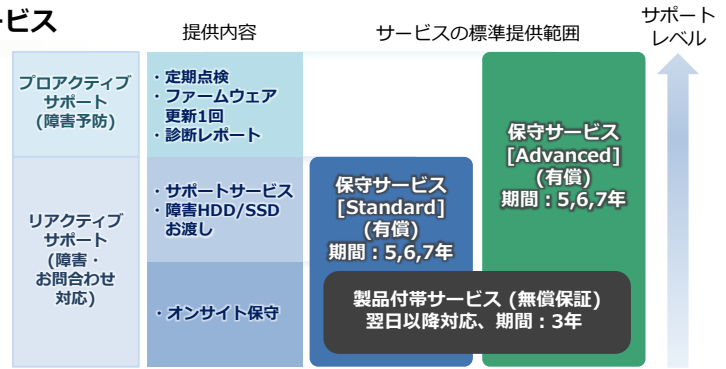 ービス
提供内容
サービスの標準提供範囲
サポート
レベル
プロアクティブ
サポート
(障害予防)
・定期点検
・ファームウェア
更新1回
・診断レポート
リアクティブ
サポート
(障害・
お問合わせ
対応)
・サポートサービス
・障害HDD/SSD
お渡し
・オンサイト保守
保守サービス
[Standard]
(有償)
期間：5,6,7年
保守サービス
[Advanced]
(有償)
期間：5,6,7年
製品付帯サービス (無償保証)
翌日以降対応、期間：3年